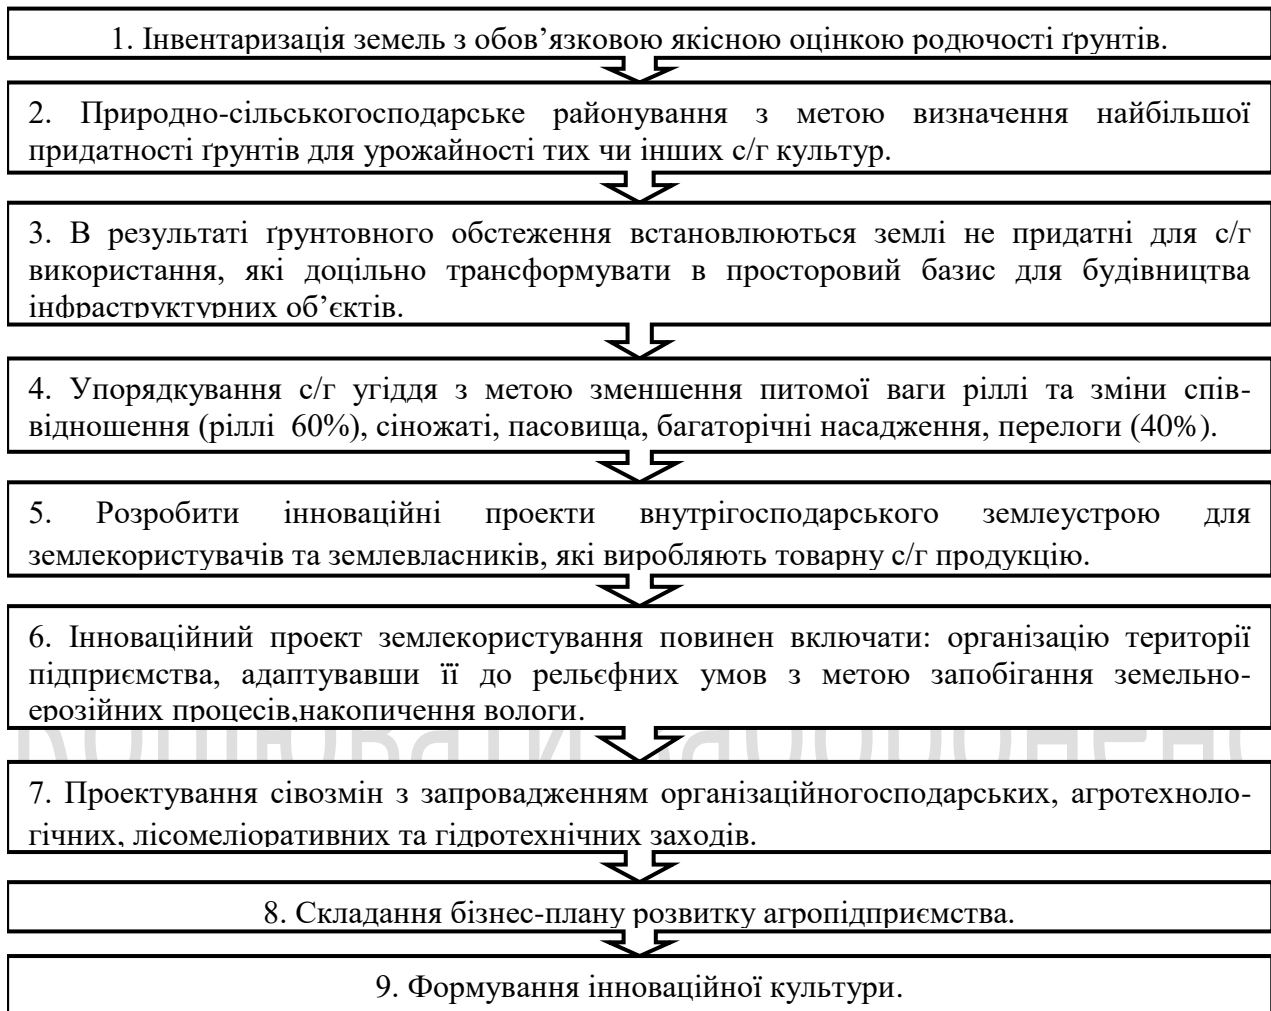 1. Інвентаризація земель з обов’язковою якісною оцінкою родючості ґрунтів.
2. Природно-сільськогосподарське районування з метою визначення найбільшої
придатності ґрунтів для урожайності тих чи інших с/г культур.
3. В результаті ґрунтовного обстеження встановлюються землі не придатні для с/г
використання, які доцільно трансформувати в просторовий базис для будівництва
інфраструктурних об’єктів.
4. Упорядкування с/г угіддя з метою зменшення питомої ваги ріллі та зміни спів-
відношення (ріллі 60%), сіножаті, пасовища, багаторічні насадження, перелоги (40%).
5. Розробити інноваційні проекти внутрігосподарського землеустрою для
землекористувачів та землевласників, які виробляють товарну с/г продукцію.
6. Інноваційний проект землекористування повинен включати: організацію території
підприємства, адаптувавши її до рельєфних умов з метою запобігання земельно-
ерозійних процесів,накопичення вологи.
7. Проектування сівозмін з запровадженням організаційногосподарських, агротехноло-
гічних, лісомеліоративних та гідротехнічних заходів.
8. Складання бізнес-плану розвитку агропідприємства.
9. Формування інноваційної культури.